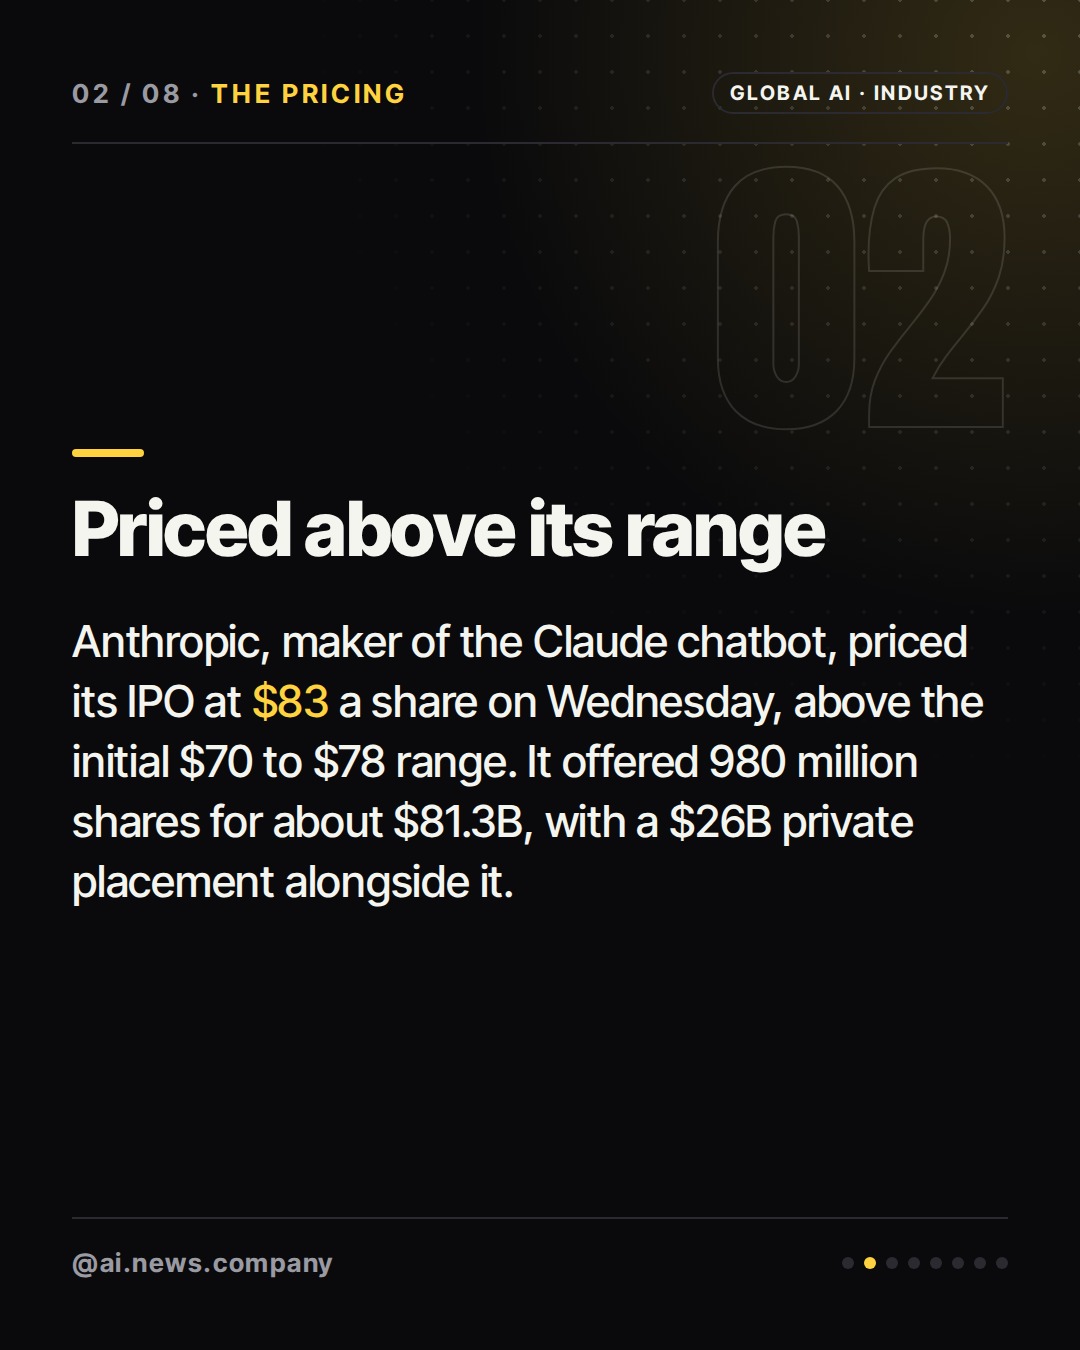 02 / 08 · THE PRICING
GLOBAL AI · INDUSTRY
02
Priced above its range
Anthropic, maker of the Claude chatbot, priced
its IPO at $83 a share on Wednesday, above the
initial $70 to $78 range. It offered 980 million
shares for about $81.3B, with a $26B private
placement alongside it.
@ai.news.company